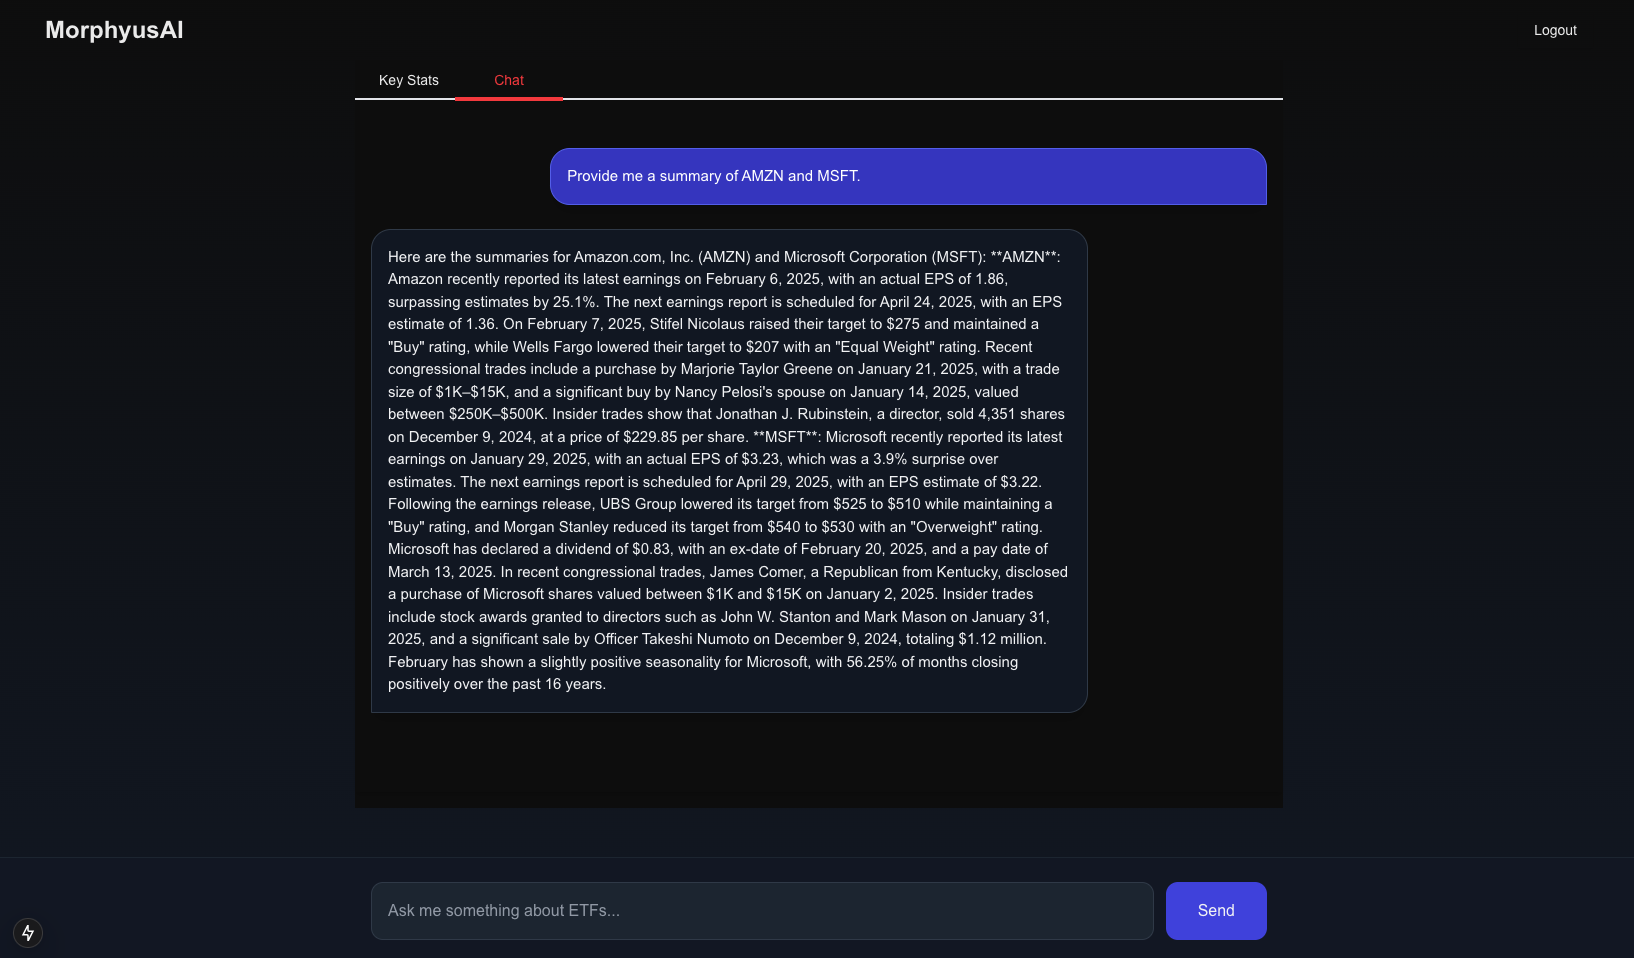 MorphyusAI
Logout
Key Stats
Chat
Provide me a summary of AMZN and MSFT.
Here are the summaries for Amazon.com, Inc. (AMZN) and Microsoft Corporation (MSFT): **AMZN**:
Amazon recently reported its latest earnings on February 6, 2025, with an actual EPS of 1.86,
surpassing estimates by 25.1%. The next earnings report is scheduled for April 24, 2025, with an EPS
estimate of 1.36. On February 7, 2025, Stifel Nicolaus raised their target to $275 and maintained a
"Buy" rating, while Wells Fargo lowered their target to $207 with an "Equal Weight" rating. Recent
congressional trades include a purchase by Marjorie Taylor Greene on January 21, 2025, with a trade
size of $1K–$15K, and a significant buy by Nancy Pelosi's spouse on January 14, 2025, valued
between $250K–$500K. Insider trades show that Jonathan J. Rubinstein, a director, sold 4,351 shares
on December 9, 2024, at a price of $229.85 per share. **MSFT**: Microsoft recently reported its latest
earnings on January 29, 2025, with an actual EPS of $3.23, which was a 3.9% surprise over
estimates. The next earnings report is scheduled for April 29, 2025, with an EPS estimate of $3.22.
Following the earnings release, UBS Group lowered its target from $525 to $510 while maintaining a
"Buy" rating, and Morgan Stanley reduced its target from $540 to $530 with an "Overweight" rating.
Microsoft has declared a dividend of $0.83, with an ex-date of February 20, 2025, and a pay date of
March 13, 2025. In recent congressional trades, James Comer, a Republican from Kentucky, disclosed
a purchase of Microsoft shares valued between $1K and $15K on January 2, 2025. Insider trades
include stock awards granted to directors such as John W. Stanton and Mark Mason on January 31,
2025, and a significant sale by Officer Takeshi Numoto on December 9, 2024, totaling $1.12 million.
February has shown a slightly positive seasonality for Microsoft, with 56.25% of months closing
positively over the past 16 years.
Ask me something about ETFs...
Send